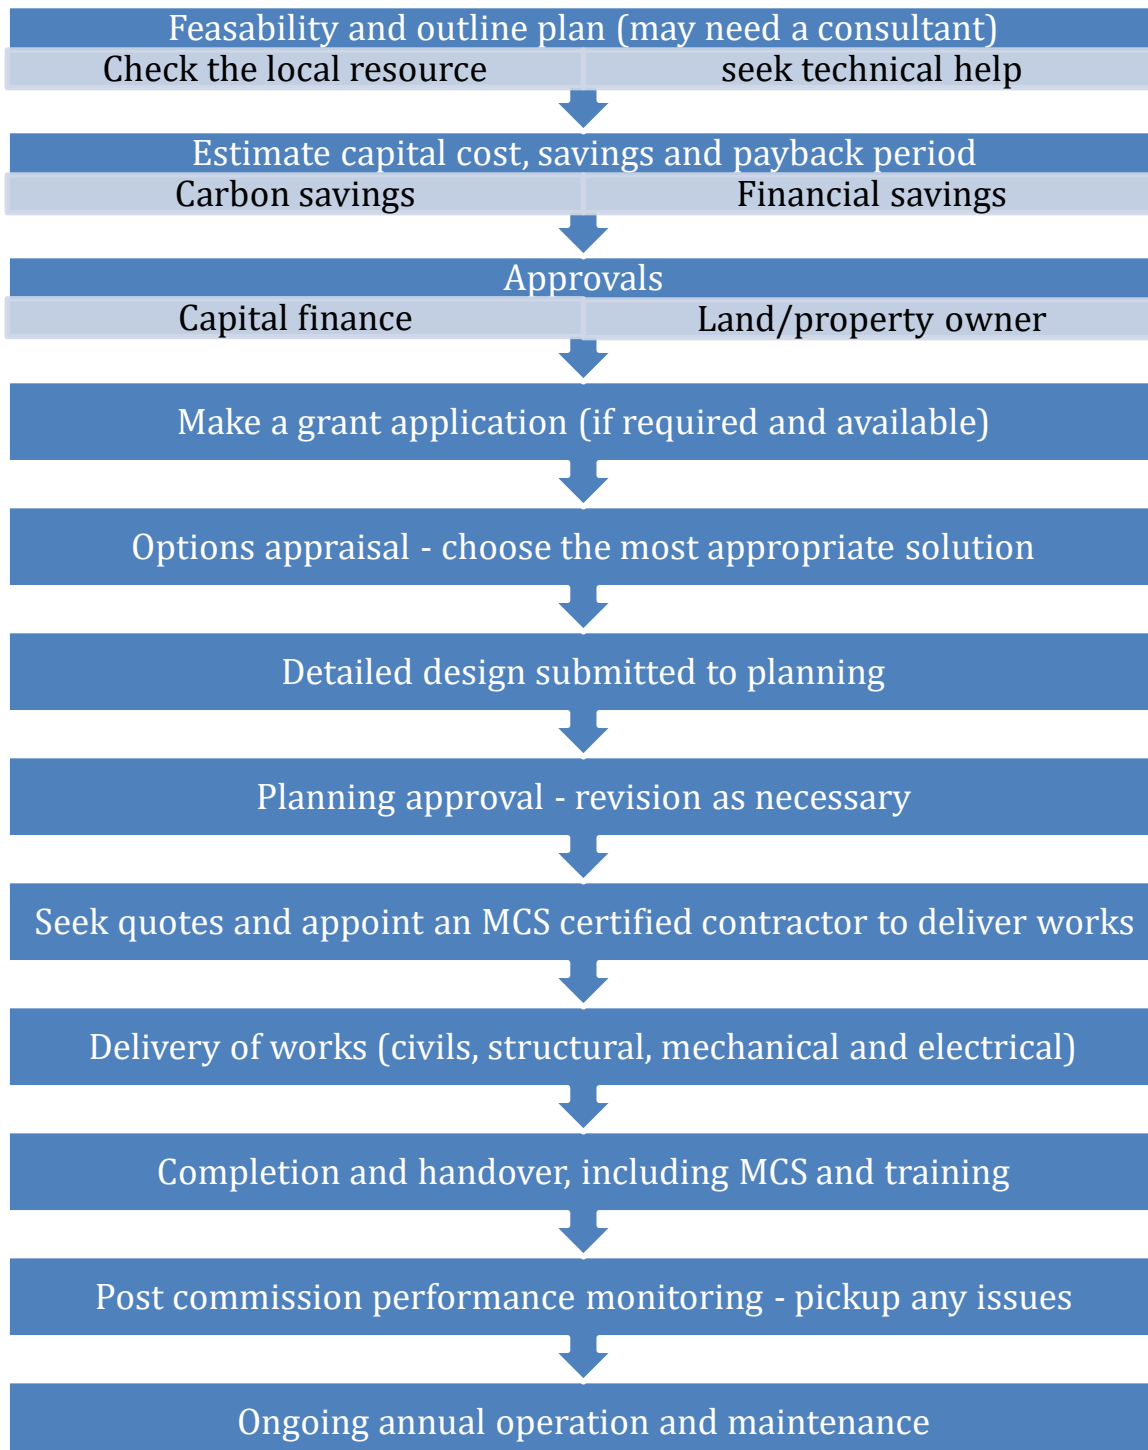 Feasability and outline plan (may need a consultant)
Check the local resource
seek technical help
Estimate capital cost, savings and payback period
Carbon savings
Financial savings
Approvals
Capital finance
Land/property owner
Make a grant application (if required and available)
Options appraisal - choose the most appropriate solution
Detailed design submitted to planning
Planning approval - revision as necessary
Seek quotes and appoint an MCS certified contractor to deliver works
Delivery of works (civils, structural, mechanical and electrical)
Completion and handover, including MCS and training
Post commission performance monitoring - pickup any issues
Ongoing annual operation and maintenance